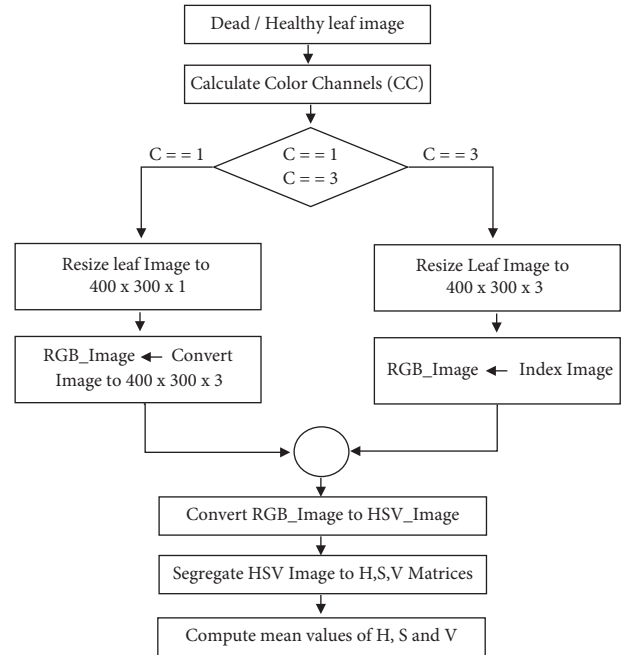 Dead / Healthy leaf image
Calculate Color Channels (CC)
C = = 1
C = = 1
C = = 3
C = = 3
Resize leaf Image to
400 x 300 x 1
Resize Leaf Image to
400 x 300 x 3
RGB_Image ← Convert
Image to 400 x 300 x 3
RGB_Image ← Index Image
Convert RGB_Image to HSV_Image
Segregate HSV Image to H,S,V Matrices
Compute mean values of H, S and V